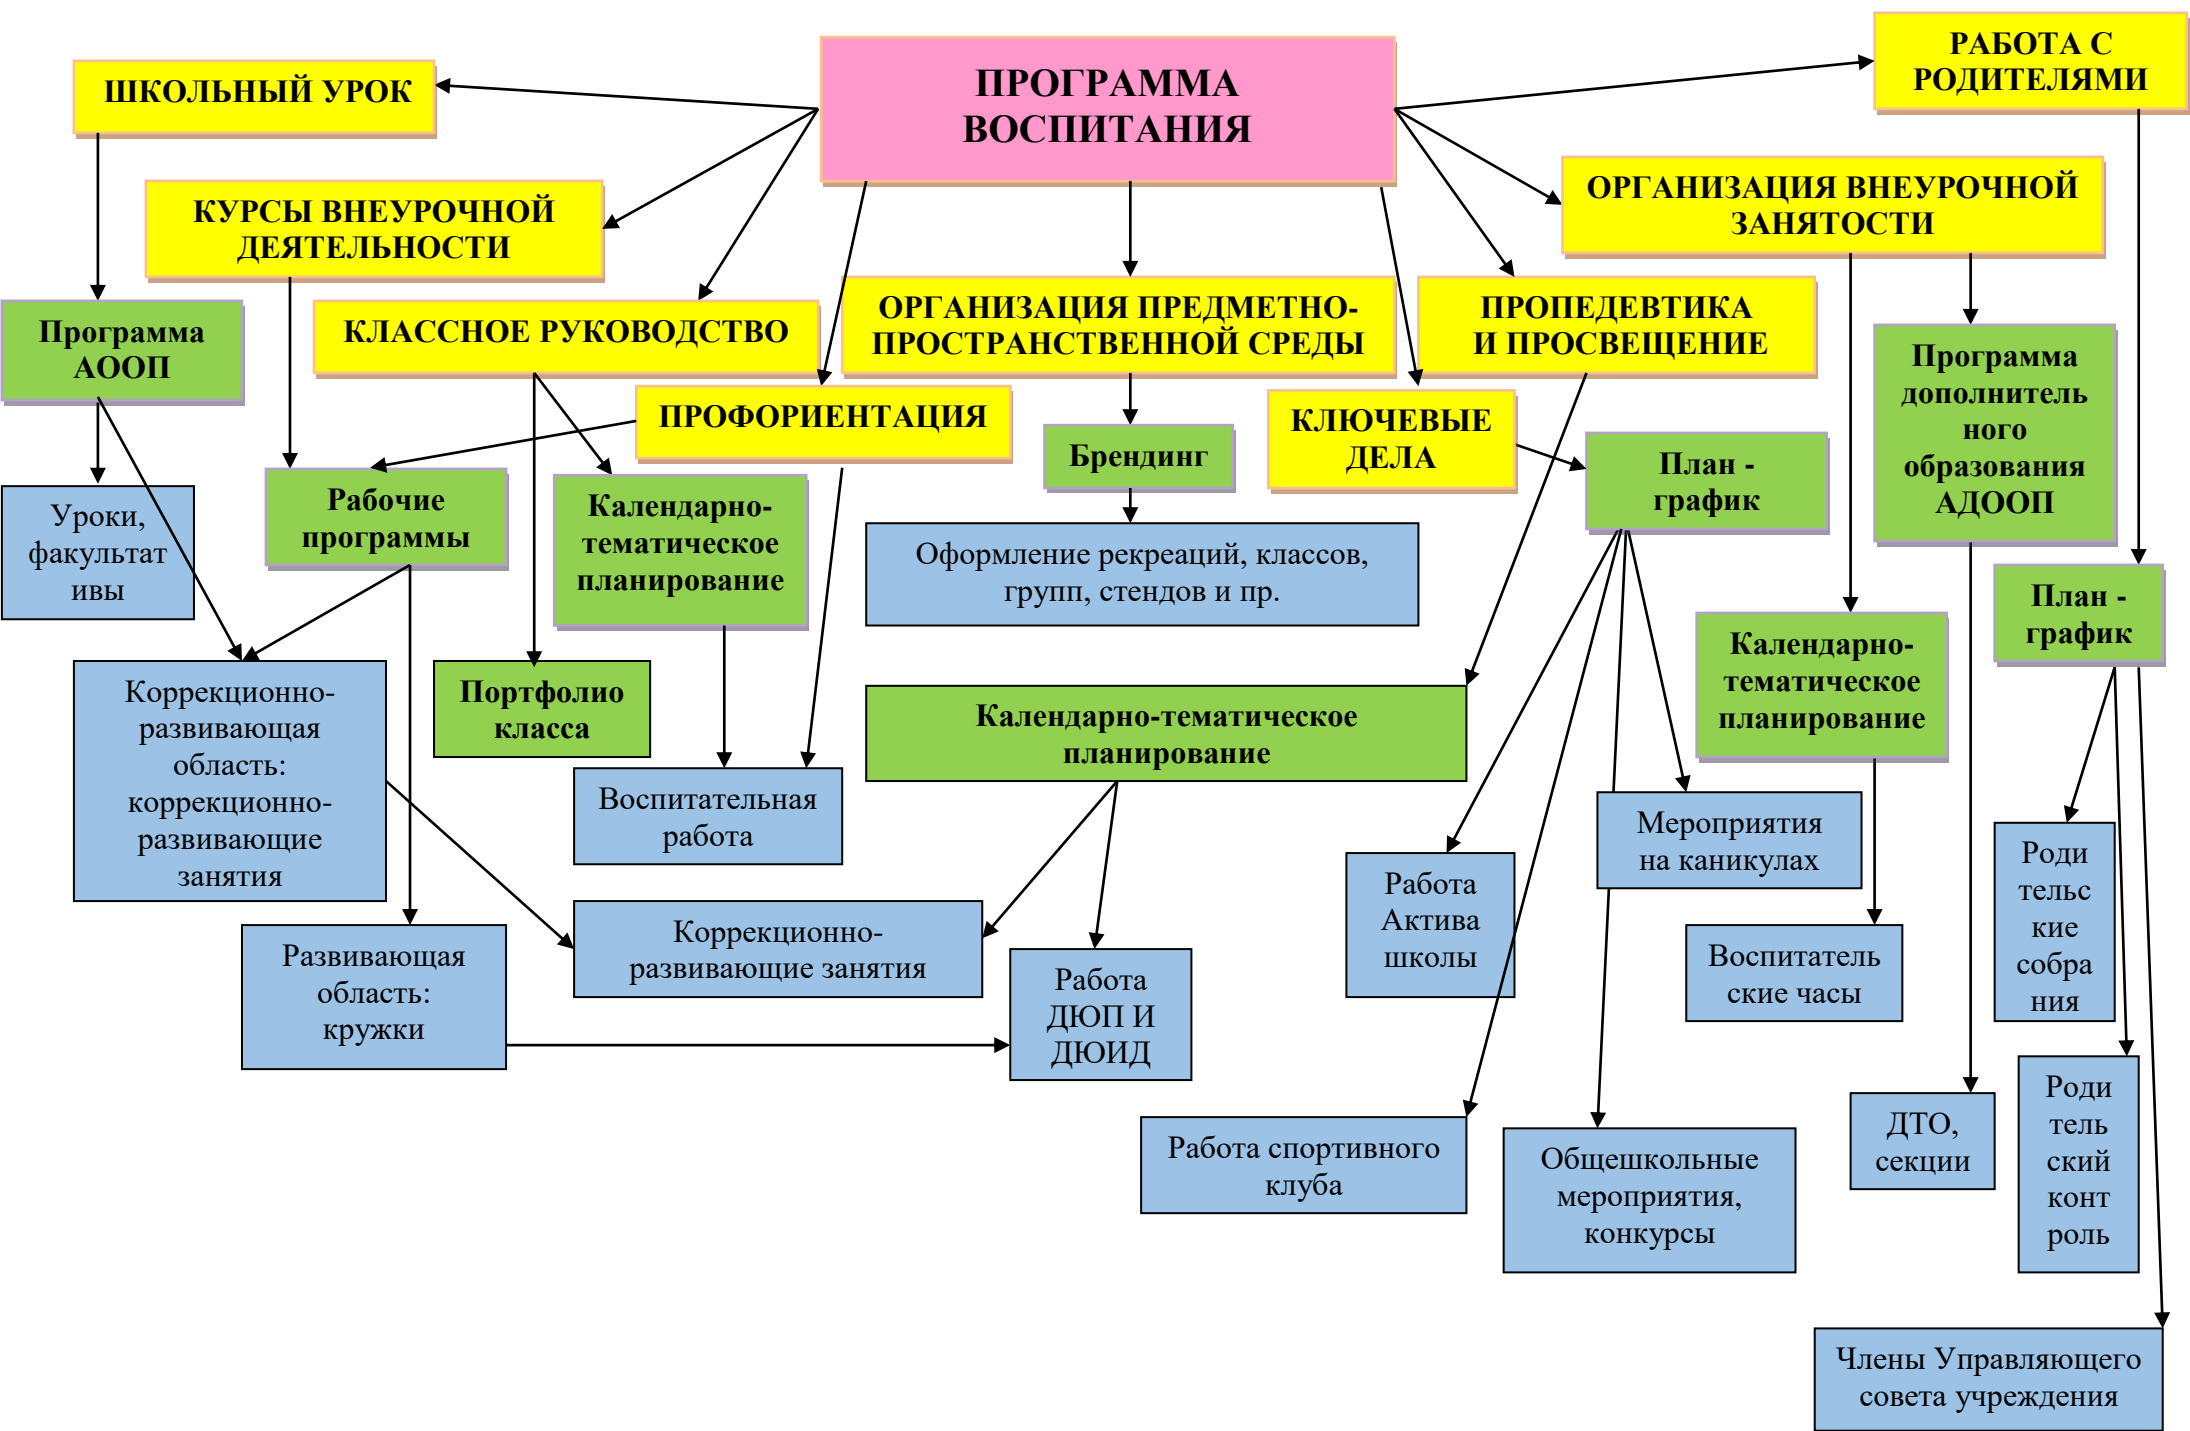 ПРОГРАММА
ВОСПИТАНИЯ
РАБОТА С
РОДИТЕЛЯМИ
ШКОЛЬНЫЙ УРОК
ОРГАНИЗАЦИЯ ВНЕУРОЧНОЙ
ЗАНЯТОСТИ
КУРСЫ ВНЕУРОЧНОЙ
ДЕЯТЕЛЬНОСТИ
КЛАССНОЕ РУКОВОДСТВО
ОРГАНИЗАЦИЯ ПРЕДМЕТНО-
ПРОСТРАНСТВЕННОЙ СРЕДЫ
ПРОПЕДЕВТИКА
И ПРОСВЕЩЕНИЕ
Программа
АООП
Программа
дополнитель
ного
образования
АДООП
ПРОФОРИЕНТАЦИЯ
КЛЮЧЕВЫЕ
ДЕЛА
Брендинг
План -
график
Рабочие
программы
Календарно-
тематическое
планирование
Уроки,
факультат
ивы
Оформление рекреаций, классов,
групп, стендов и пр.
План -
график
Календарно-
тематическое
планирование
Коррекционно-
развивающая
область:
коррекционно-
развивающие
занятия
Портфолио
класса
Календарно-тематическое
планирование
Воспитательная
работа
Мероприятия
на каникулах
Роди
тельс
кие
собра
ния
Работа
Актива
школы
Коррекционно-
развивающие занятия
Развивающая
область:
кружки
Воспитатель
ские часы
Работа
ДЮП И
ДЮИД
Роди
тель
ский
конт
роль
ДТО,
секции
Работа спортивного
клуба
Общешкольные
мероприятия,
конкурсы
Члены Управляющего
совета учреждения